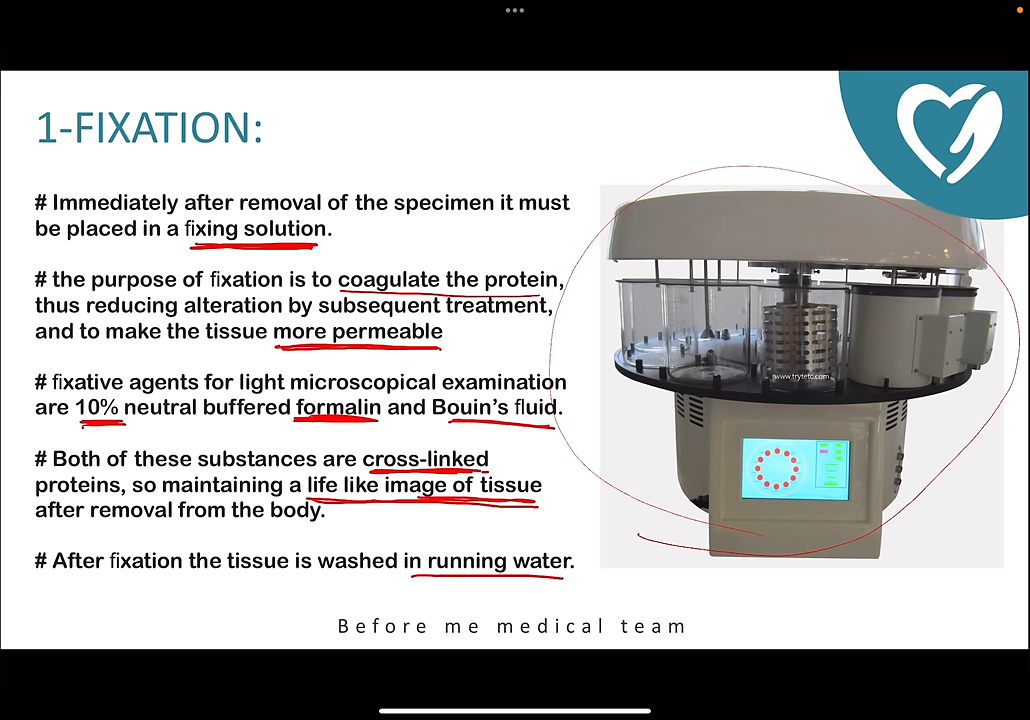 1-FIXATION:
# Immediately after removal of the specimen it must
be placed in a fixing solution.
# the purpose of fixation is to coagulate the protein,
thus reducing alteration by subsequent treatment,
and to make the tissue more permeable
# fixative agents for light microscopical examination
are 10% neutral buffered formalin and Bouin's fluid.
# Both of these substances are cross-linked
proteins, so maintaining a life like image of tissue
after removal from the body.
# After fixation the tissue is washed in running water.
www.trytetc.com
Before me medical team